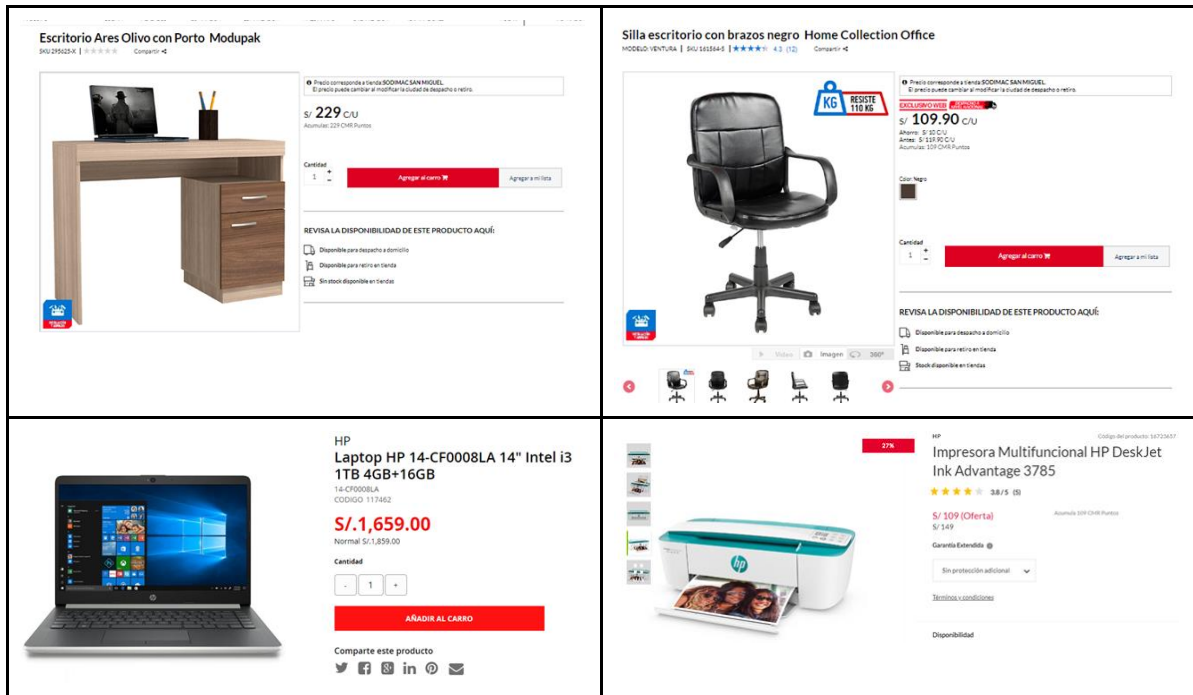 Escritorio Ares Olivo con Porto Modupak
SKU 295625-X | Compartir
Precio corresponde a tienda SODIMAC SAN MIGUEL.
El precio puede cambiar al modificar la ciudad de despacho o retiro.
S/ 229 C/U
Acumulas: 229 CMR Puntos
Cantidad
1 + -
Agregar al carro
Agregar a mi lista
REVISA LA DISPONIBILIDAD DE ESTE PRODUCTO AQUÍ:
Disponible para despacho a domicilio
Disponible para retiro en tienda
Sin stock disponible en tiendas
Silla escritorio con brazos negro Home Collection Office
MODELO: VENTURA | SKU 161564-5 | 4.3 (12) Compartir
KG RESISTE
110 KG
Precio corresponde a tienda SODIMAC SAN MIGUEL.
El precio puede cambiar al modificar la ciudad de despacho o retiro.
EXCLUSIVO WEB
S/ 109.90 C/U
Ahorro: S/ 10 C/U
Antes: S/ 119.90 C/U
Acumulas: 109 CMR Puntos
Color: Negro
Cantidad
1 + -
Agregar al carro
Agregar a mi lista
REVISA LA DISPONIBILIDAD DE ESTE PRODUCTO AQUÍ:
Disponible para despacho a domicilio
Disponible para retiro en tienda
Stock disponible en tiendas
Video Imagen 360°
HP
Laptop HP 14-CF0008LA 14" Intel i3
1TB 4GB+16GB
14-CF0008LA
CODIGO 117462
S/.1,659.00
Normal S/.1,859.00
Cantidad
- 1 +
AÑADIR AL CARRO
Comparte este producto
27%
HP
Código del producto: 16723657
Impresora Multifuncional HP DeskJet
Ink Advantage 3785
3.8/5 (5)
S/ 109 (Oferta)
Acumula 109 CMR Puntos
S/ 149
Garantía Extendida
Sin protección adicional
Términos y condiciones
Disponibilidad